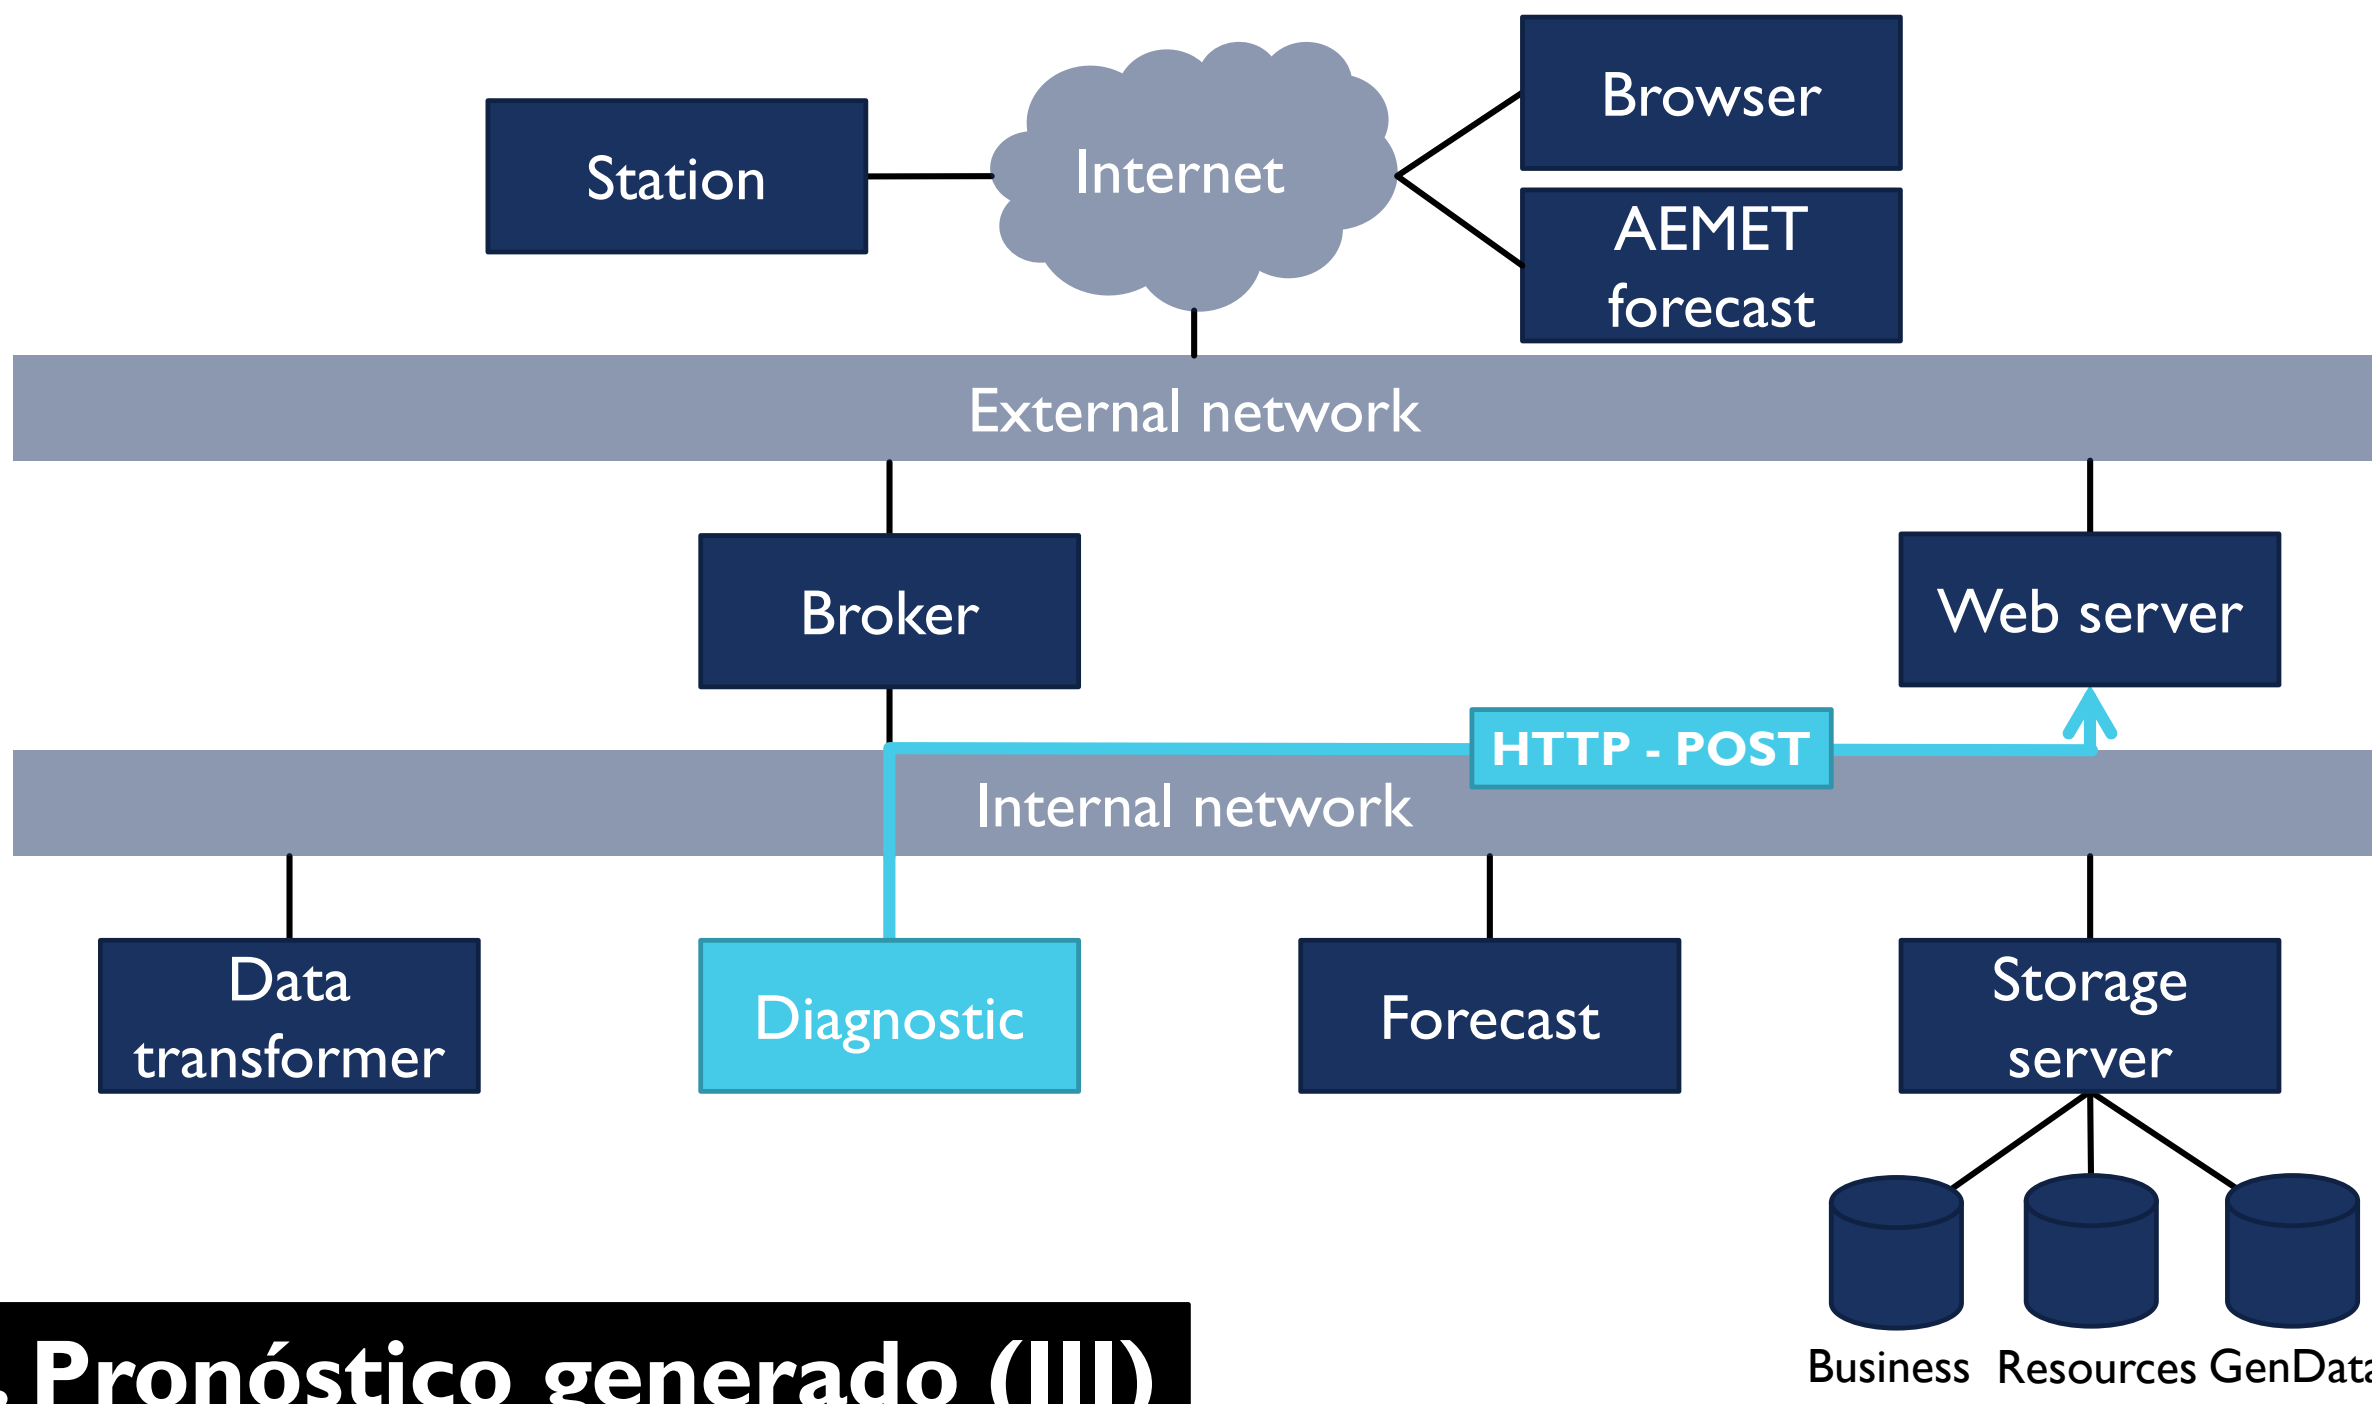 Browser
Station
Internet
AEMET
forecast
External network
Broker
Web server
HTTP - POST
Internal network
Data
transformer
Diagnostic
Forecast
Storage
server
Business
Resources
GenData
. Pronóstico generado (III)